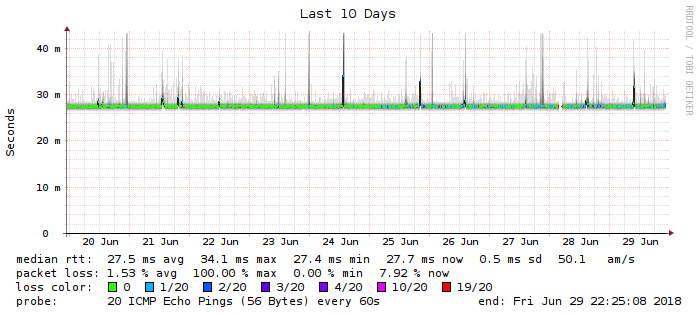 Last 10 Days
RRDTOOL / TOBI OETIKER
Seconds
40 m
30 m
20 m
10 m
0
20 Jun 21 Jun 22 Jun 23 Jun 24 Jun 25 Jun 26 Jun 27 Jun 28 Jun 29 Jun
median rtt: 27.5 ms avg 34.1 ms max 27.4 ms min 27.7 ms now 0.5 ms sd 50.1 am/s
packet loss: 1.53 % avg 100.00 % max 0.00 % min 7.92 % now
loss color: 0 1/20 2/20 3/20 4/20 10/20 19/20
probe: 20 ICMP Echo Pings (56 Bytes) every 60s end: Fri Jun 29 22:25:08 2018